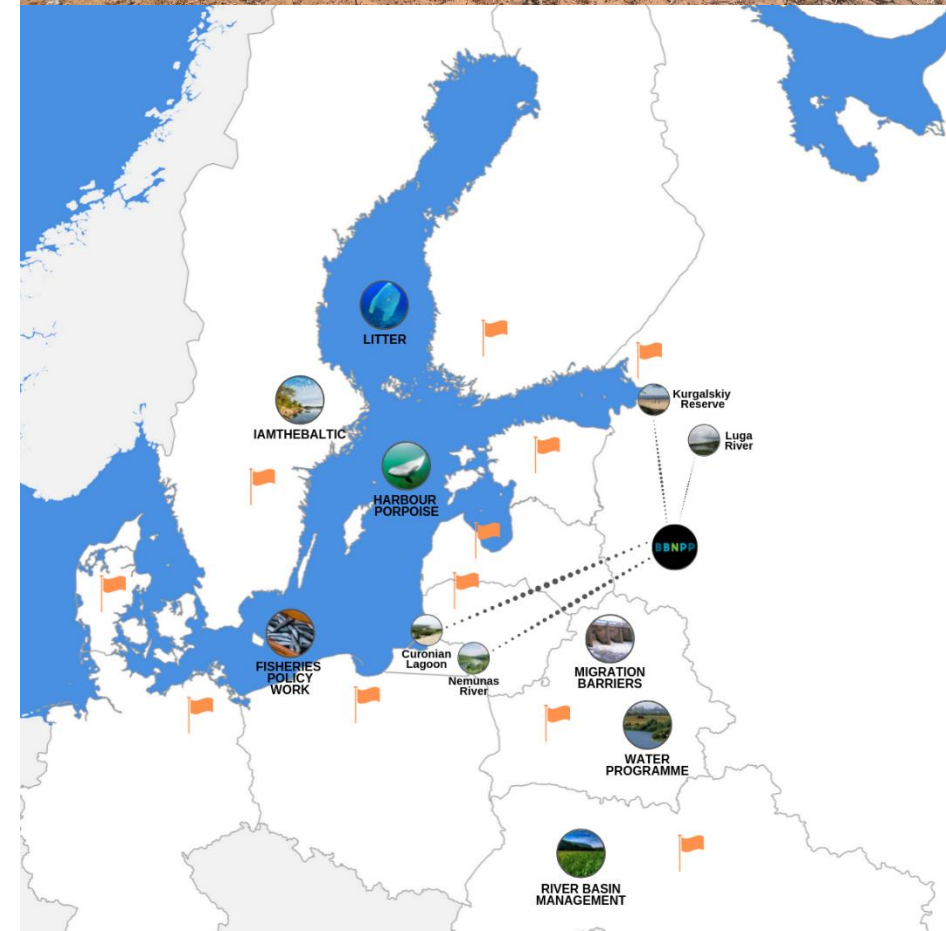 LITTER
Kurgalskiy
Reserve
IAMTHEBALTIC
Luga
River
HARBOUR
PORPOISE
BBNPP
Curonian
Lagoon
FISHERIES
POLICY
WORK
Nemunas
River
MIGRATION
BARRIERS
WATER
PROGRAMME
RIVER BASIN
MANAGEMENT